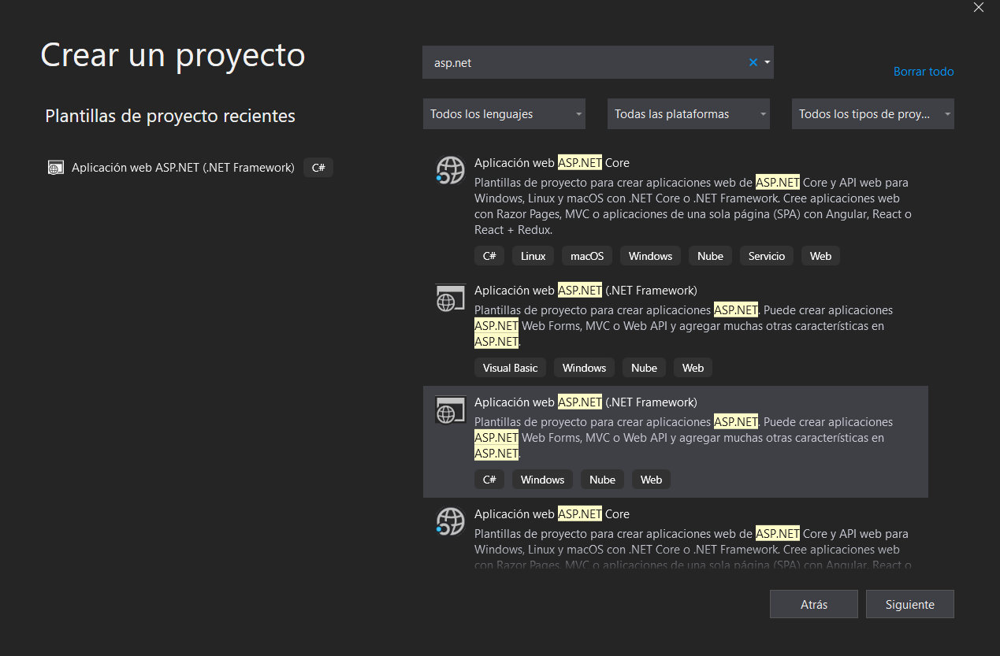 Crear un proyecto
Plantillas de proyecto recientes
Aplicación web ASP.NET (.NET Framework) C#
asp.net
Borrar todo
Todos los lenguajes
Todas las plataformas
Todos los tipos de proy...
Aplicación web ASP.NET Core
Plantillas de proyecto para crear aplicaciones web de ASP.NET Core y API web para
Windows, Linux y macOS con .NET Core o .NET Framework. Cree aplicaciones web
con Razor Pages, MVC o aplicaciones de una sola página (SPA) con Angular, React o
React + Redux.
C# Linux macOS Windows Nube Servicio Web
Aplicación web ASP.NET (.NET Framework)
Plantillas de proyecto para crear aplicaciones ASP.NET. Puede crear aplicaciones
ASP.NET Web Forms, MVC o Web API y agregar muchas otras características en
ASP.NET.
Visual Basic Windows Nube Web
Aplicación web ASP.NET (.NET Framework)
Plantillas de proyecto para crear aplicaciones ASP.NET. Puede crear aplicaciones
ASP.NET Web Forms, MVC o Web API y agregar muchas otras características en
ASP.NET.
C# Windows Nube Web
Aplicación web ASP.NET Core
Plantillas de proyecto para crear aplicaciones web de ASP.NET Core y API web para
Windows, Linux y macOS con .NET Core o .NET Framework. Cree aplicaciones web
con Razor Pages, MVC o aplicaciones de una sola página (SPA) con Angular, React o
Atrás
Siguiente